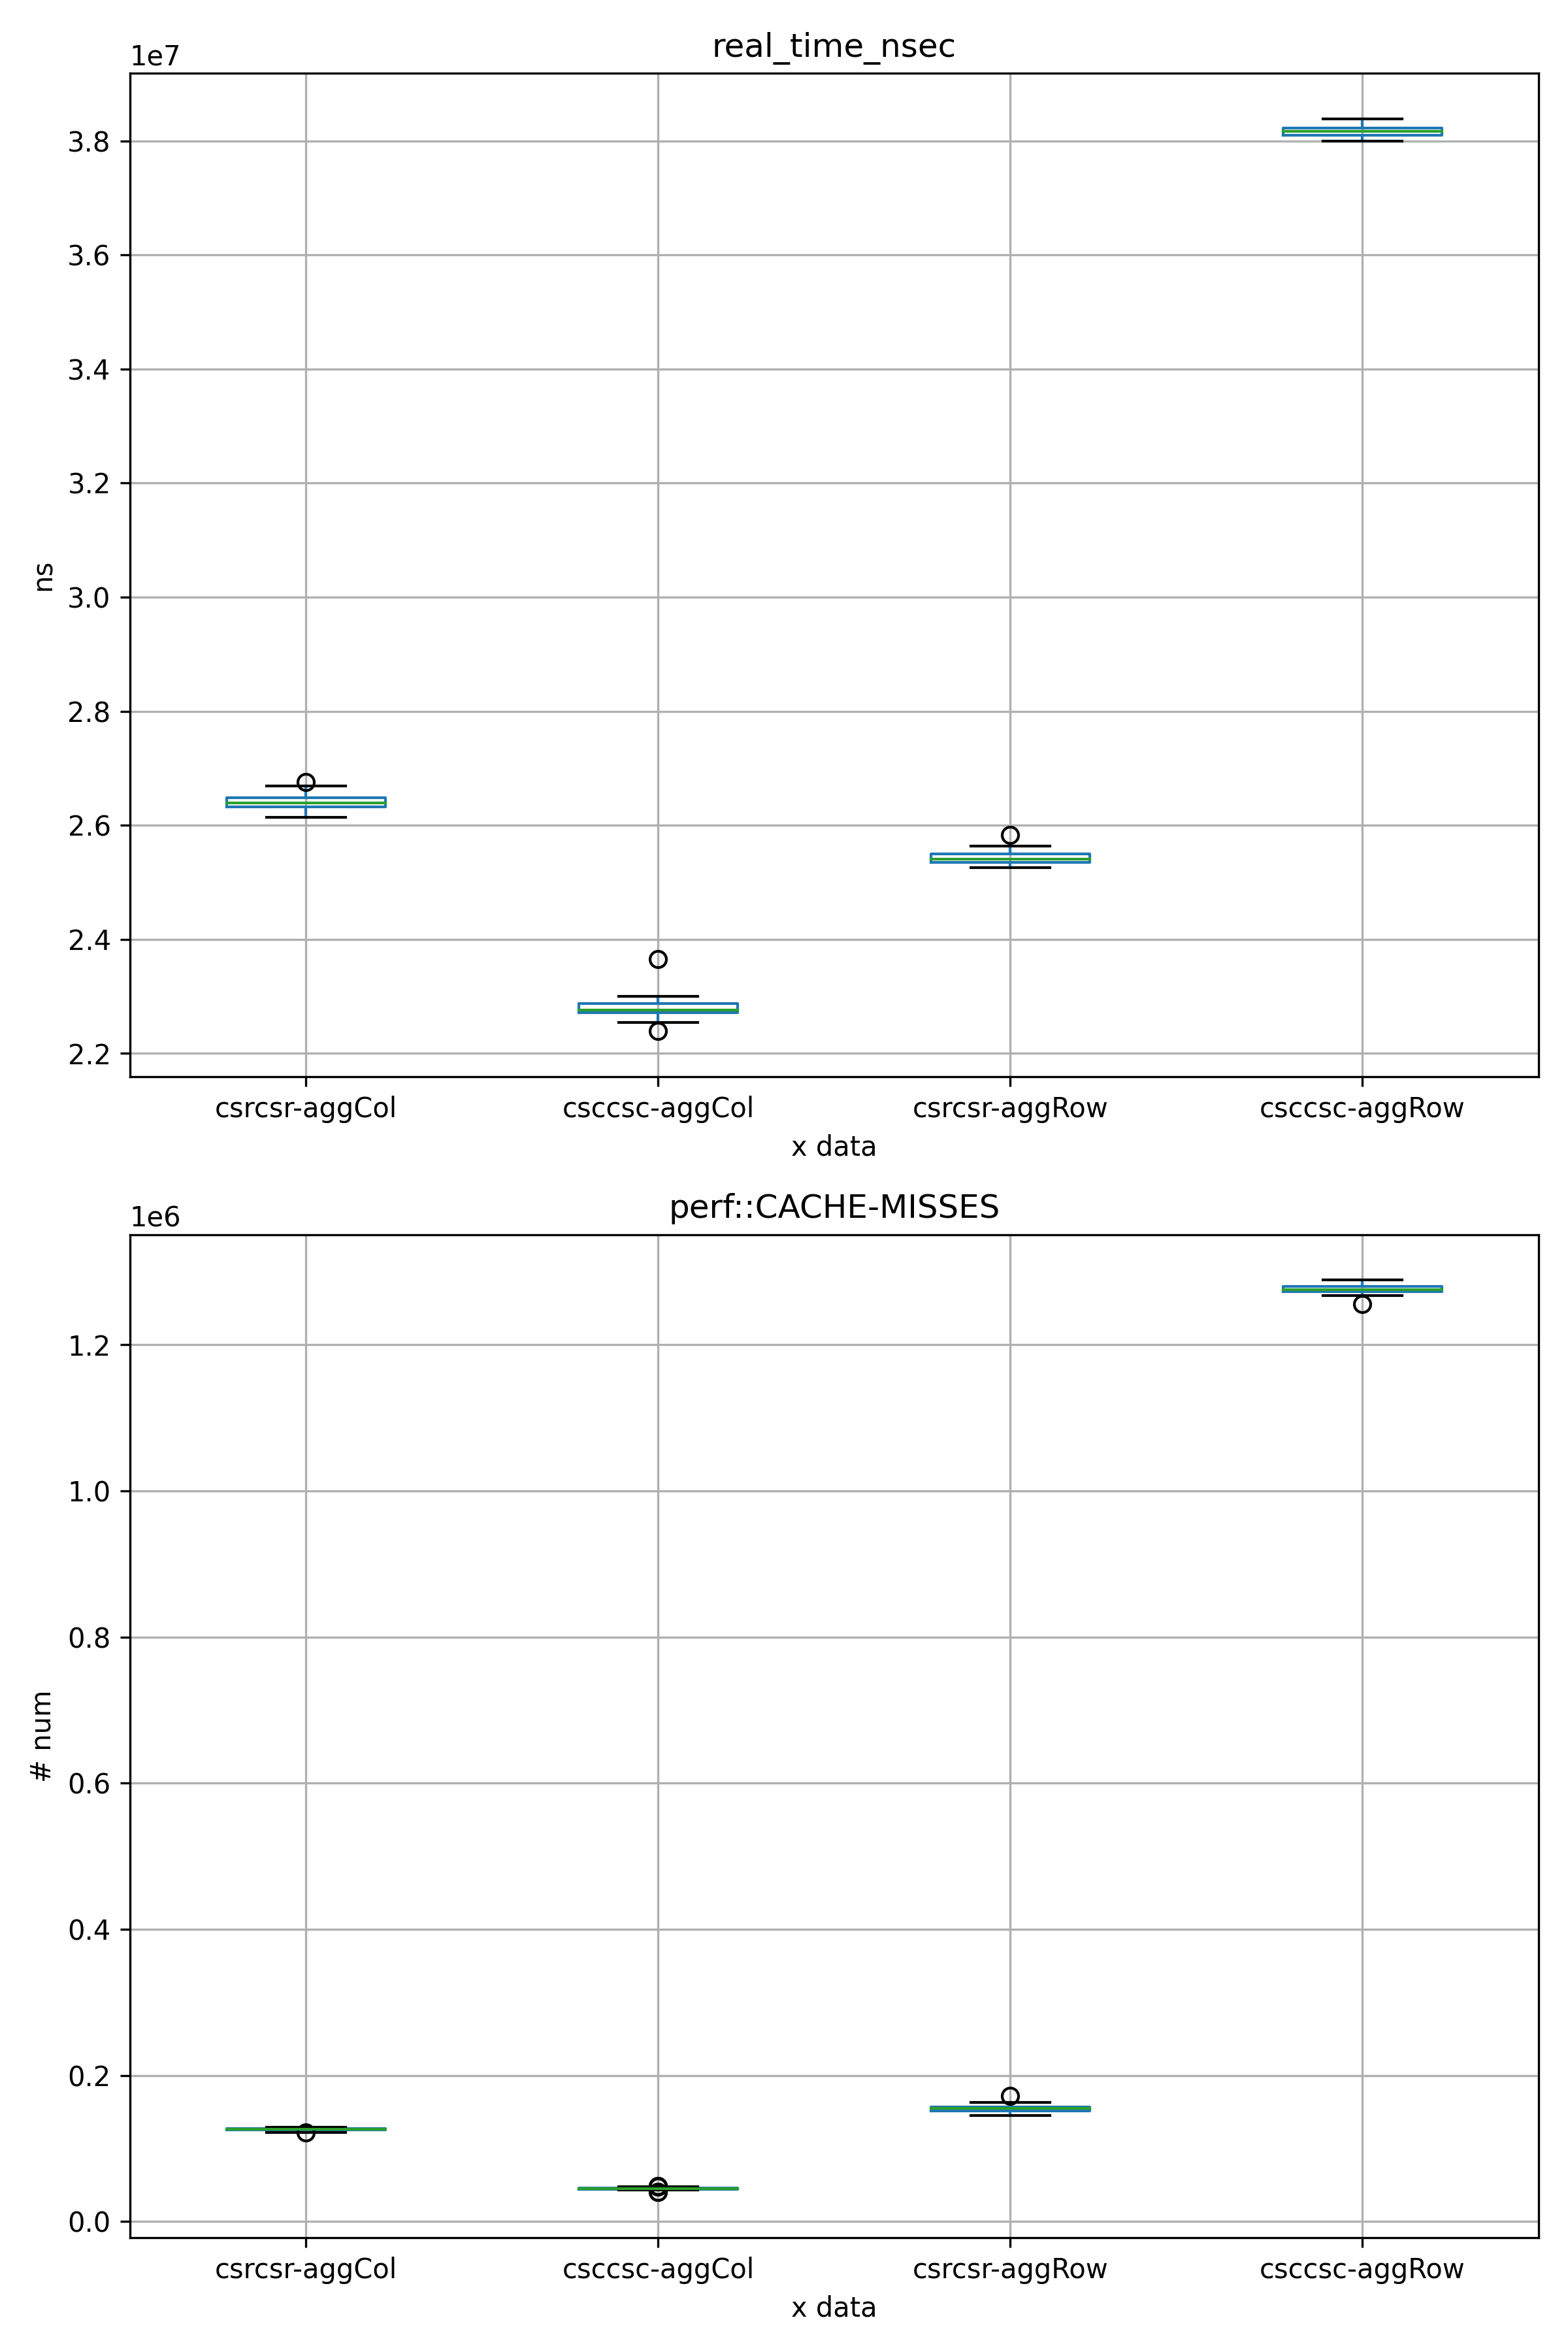 real_time_nsec
1e7
3.8
3.6
3.4
3.2
3.0
2.8
2.6
2.4
2.2
ns
csrcsr-aggCol csccsc-aggCol csrcsr-aggRow csccsc-aggRow
x data
perf::CACHE-MISSES
1e6
1.2
1.0
0.8
0.6
0.4
0.2
0.0
# num
csrcsr-aggCol csccsc-aggCol csrcsr-aggRow csccsc-aggRow
x data